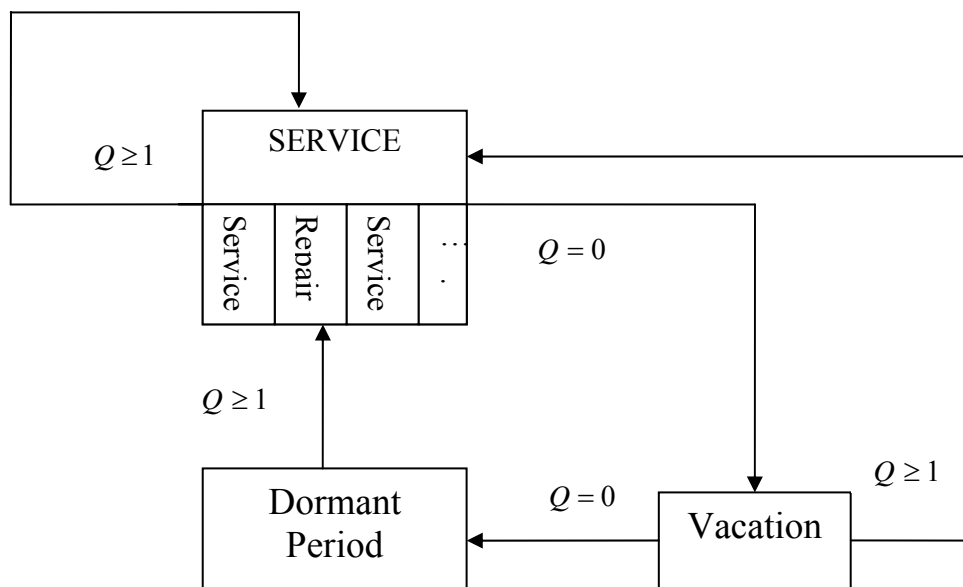 SERVICE
Q ≥ 1
Service
Repair
Service
...
.
Q = 0
Q ≥ 1
Dormant
Period
Q = 0
Vacation
Q ≥ 1